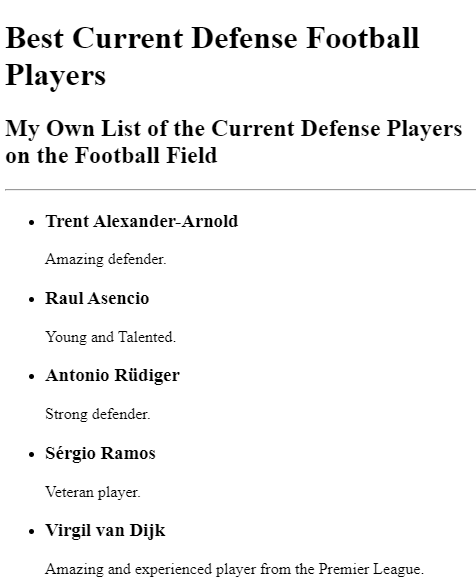 Best Current Defense Football
Players
My Own List of the Current Defense Players
on the Football Field
Trent Alexander-Arnold
Amazing defender.
Raul Asencio
Young and Talented.
Antonio Rüdiger
Strong defender.
Sérgio Ramos
Veteran player.
Virgil van Dijk
Amazing and experienced player from the Premier League.